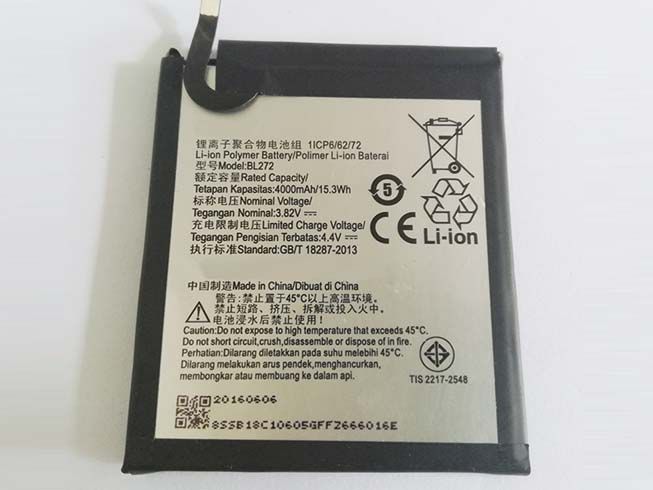 锂离子聚合物电池组 1ICP6/62/72
Li-ion Polymer Battery/Polimer Li-ion Baterai
型号Model:BL272
额定容量Rated Capacity/
Tetapan Kapasitas:4000mAh/15.3Wh
标称电压Nominal Voltage/
Tegangan Nominal:3.82V⎓
充电限制电压Limited Charge Voltage/
Tegangan Pengisian Terbatas:4.4V⎓
执行标准Standard:GB/T 18287-2013
5
CE
Li-ion
中国制造Made in China/Dibuat di China
警告:禁止置于45°C以上高温环境。
禁止短路、挤压、拆解或投入火中。
电池浸水后禁止使用!
Caution:Do not expose to high temperature that exceeds 45°C.
Do not short circuit,crush,disassemble or dispose of in fire.
Perhatian:Dilarang diletakkan pada suhu melebihi 45°C.
Dilarang melakukan arus pendek,menghancurkan,
membongkar atau membuang ke dalam api.
TIS 2217-2548
20160606
8SSB18C10605GFFZ666016E